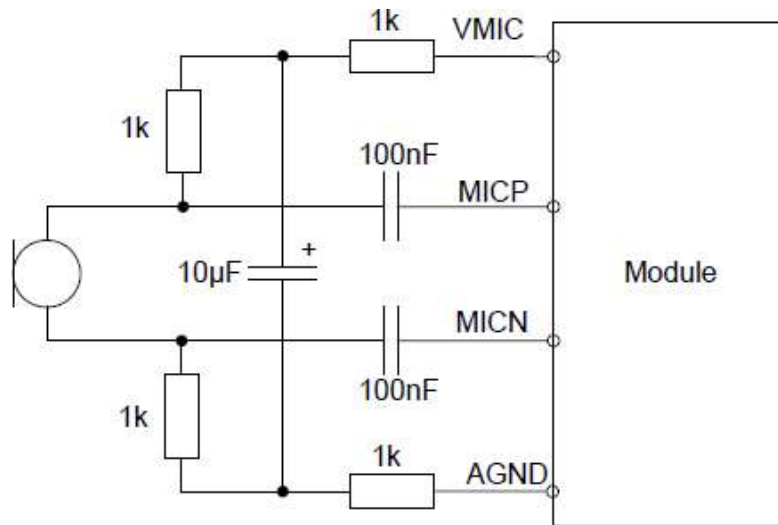 1k
VMIC
1k
100nF
MICP
+
10µF
Module
MICN
100nF
1k
1k
AGND